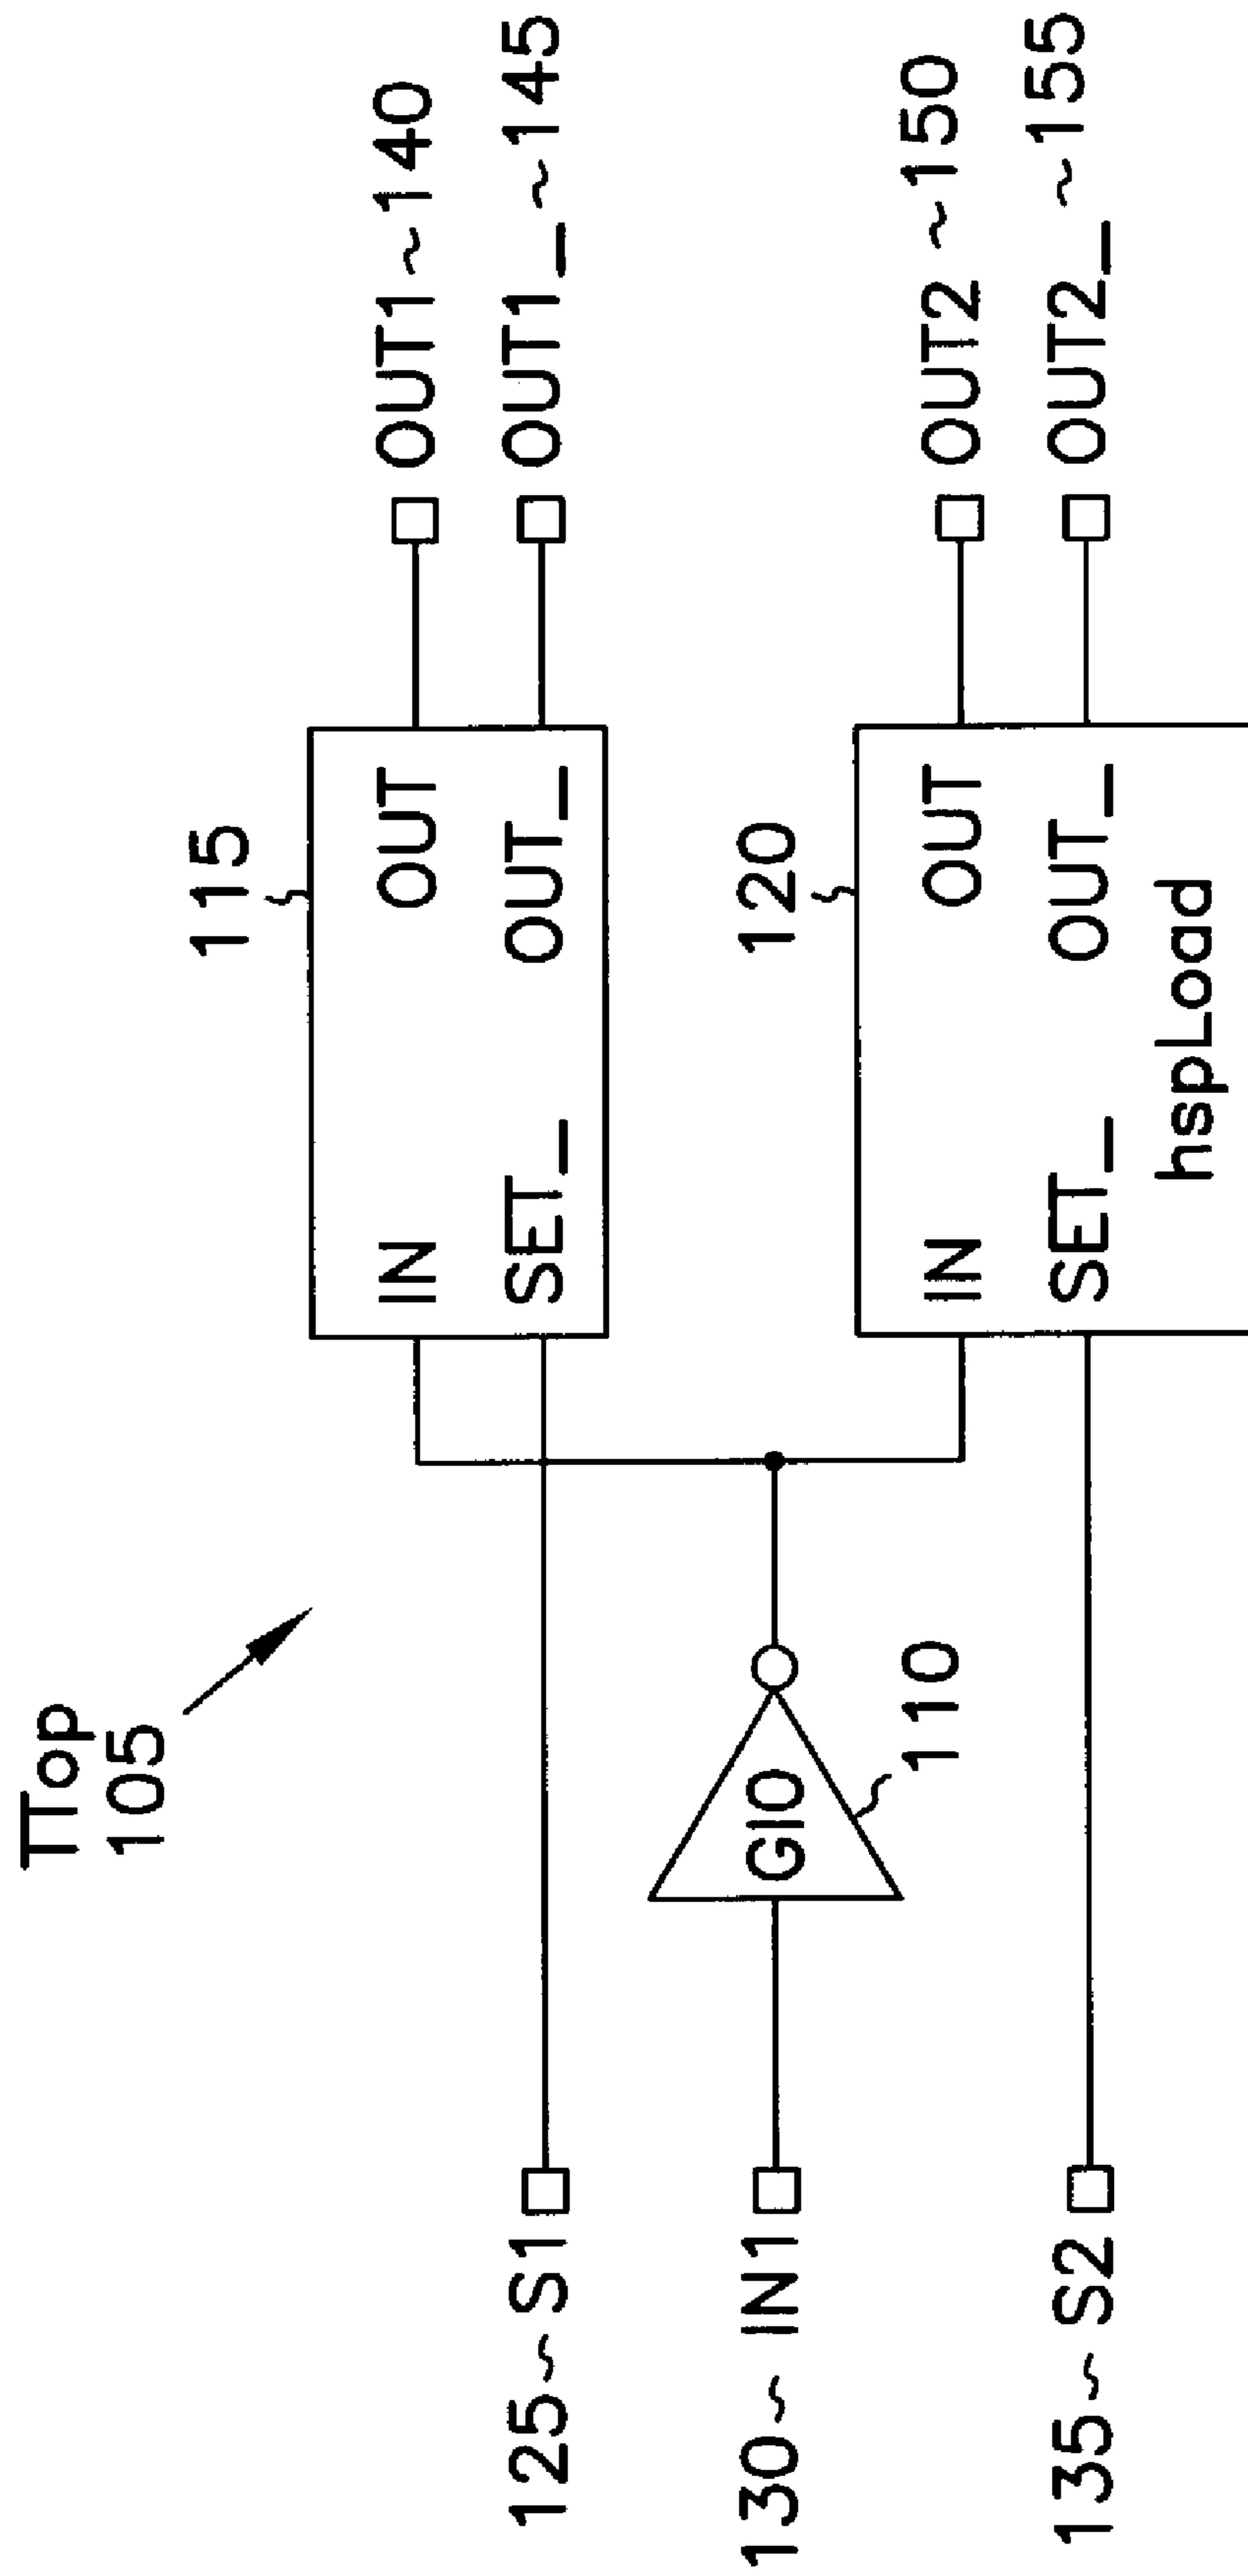 TTop
105
115
125~S1
IN
OUT
OUT1~140
SET_
OUT_
OUT1_~145
130~IN1
GIO
110
120
IN
OUT
OUT2~150
135~S2
SET_
OUT_
OUT2_~155
hspLoad